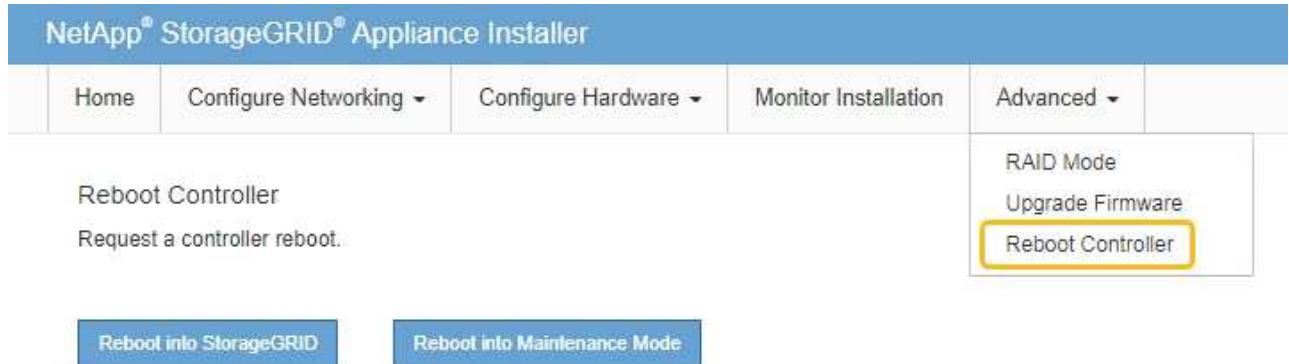 NetApp® StorageGRID® Appliance Installer
Home Configure Networking Configure Hardware Monitor Installation Advanced
RAID Mode
Upgrade Firmware
Reboot Controller
Reboot Controller
Request a controller reboot.
Reboot into StorageGRID Reboot into Maintenance Mode